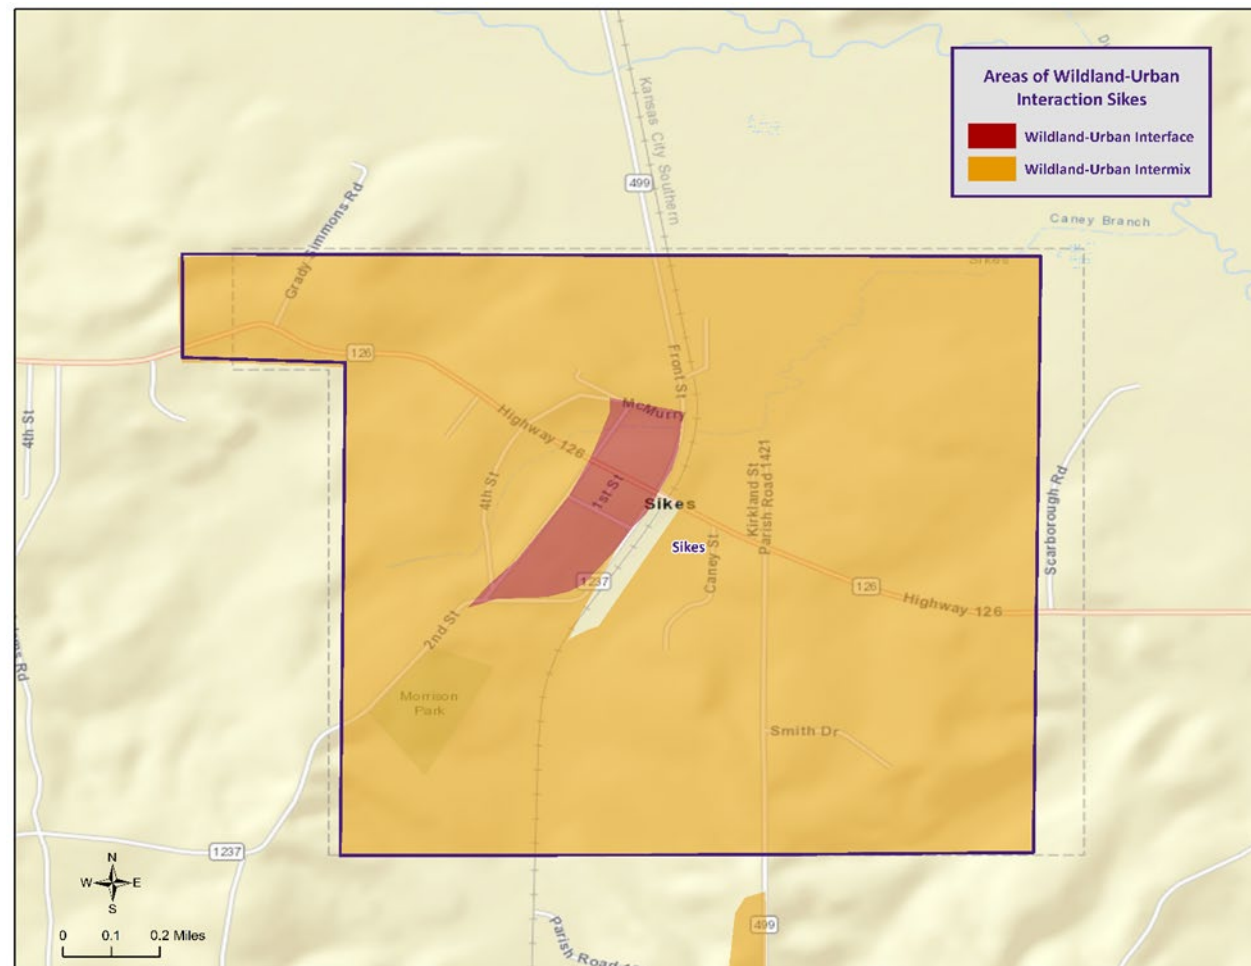 Areas of Wildland-Urban
Interaction Sikes
Wildland-Urban Interface
Wildland-Urban Intermix
Kansas City Southern
499
Caney Branch
Sikes
Grady Simmons Rd
126
Front St
McMurry
Highway 126
4th St
4th St
1st St
Sikes
Sikes
Kirkland St
Parish Road 1421
Scarborough Rd
Caney St
1237
126
Highway 126
2nd St
Morrison
Park
Smith Dr
1237
499
Parish Road
N
W E
S
0 0.1 0.2 Miles